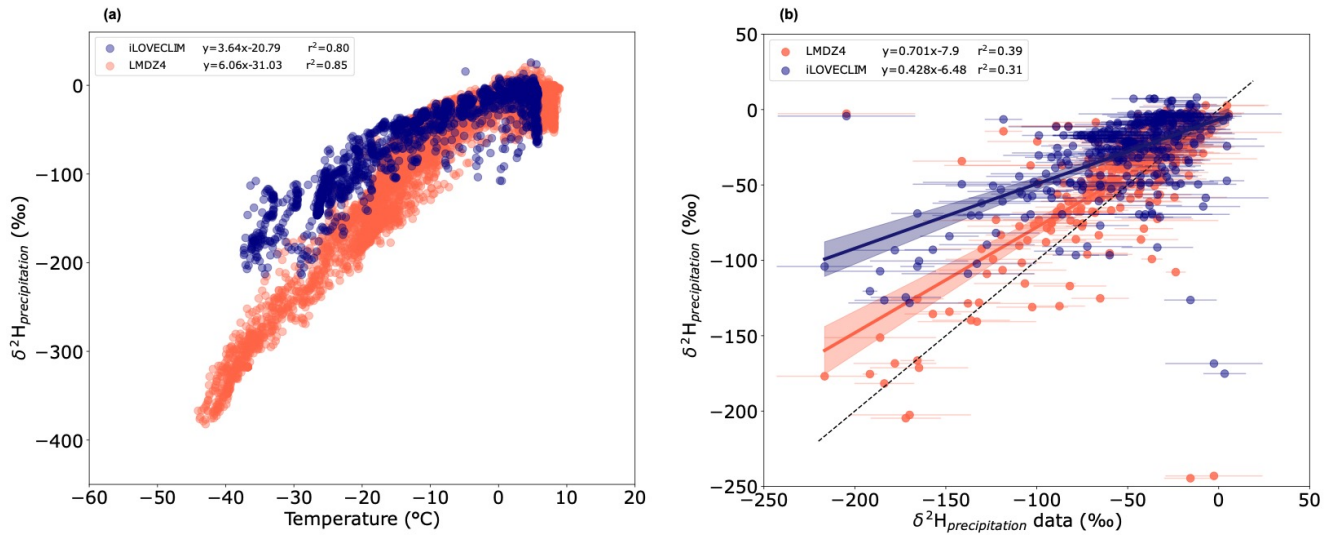 (a)
iLOVECLIM y=3.64x-20.79 r²=0.80
LMDZ4 y=6.06x-31.03 r²=0.85
0
−100
−200
−300
−400
δ²H_precipitation (‰)
−60 −50 −40 −30 −20 −10 0 10 20
Temperature (°C)
(b)
LMDZ4 y=0.701x-7.9 r²=0.39
iLOVECLIM y=0.428x-6.48 r²=0.31
50
0
−50
−100
−150
−200
−250
δ²H_precipitation (‰)
−250 −200 −150 −100 −50 0 50
δ²H_precipitation data (‰)